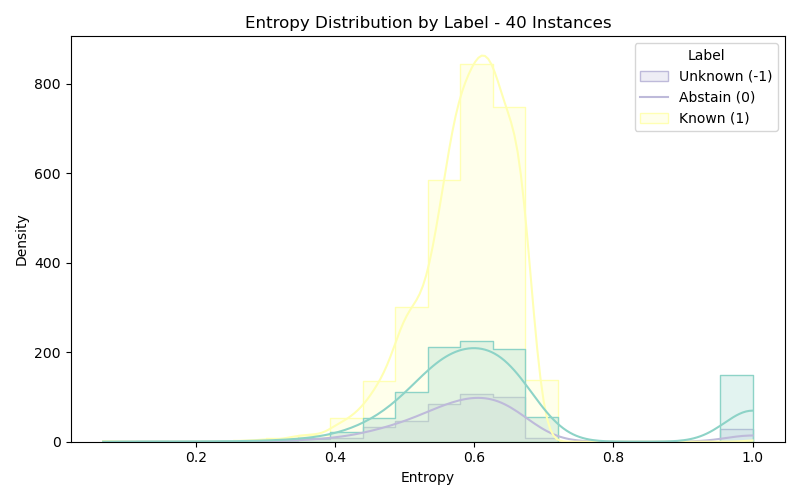 Entropy Distribution by Label - 40 Instances
Label
Unknown (-1)
Abstain (0)
Known (1)
Density
800
600
400
200
0
0.2 0.4 0.6 0.8 1.0
Entropy